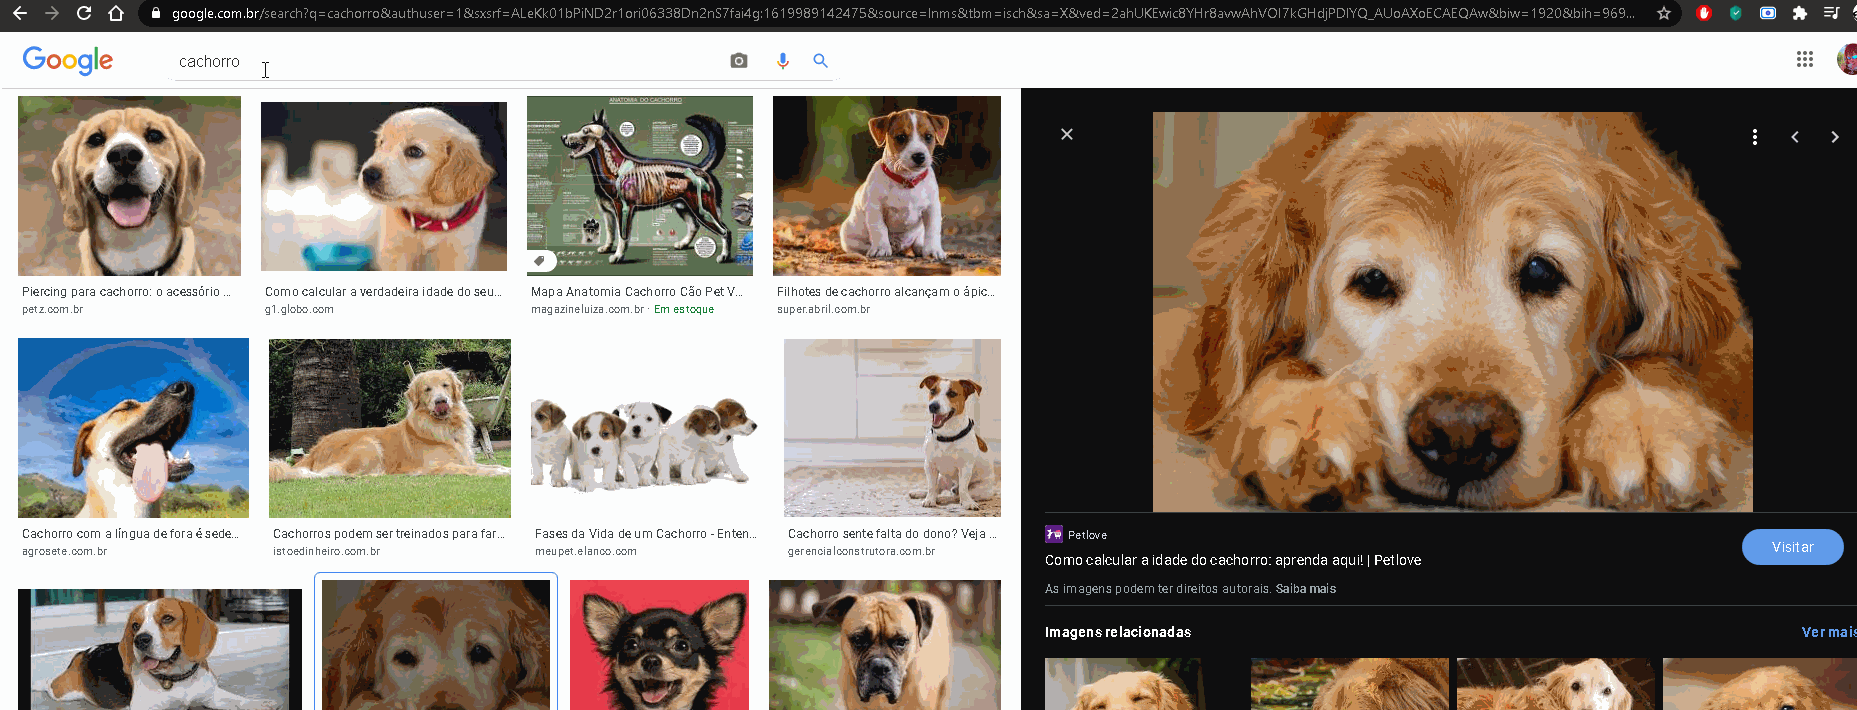 google.com.br/search?q=cachorro&authuser=1&sxsrf=ALeKk01bPiND2r1ori06338Dn2nS7fai4g:1619989142475&source=lnms&tbm=isch&sa=X&ved=2ahUKEwic8YHr8avwAhVOI7kGHdjPDIYQ_AUoAXoECAEQAw&biw=1920&bih=969...
Google
cachorro
ANATOMIA DO CACHORRO
Piercing para cachorro: o acessório ...
petz.com.br
Como calcular a verdadeira idade do seu...
g1.globo.com
Mapa Anatomia Cachorro Cão Pet V...
magazineluiza.com.br · Em estoque
Filhotes de cachorro alcançam o ápic...
super.abril.com.br
Cachorro com a língua de fora é sede...
agrosete.com.br
Cachorros podem ser treinados para far...
istoedinheiro.com.br
Fases da Vida de um Cachorro - Enten...
meupet.elanco.com
Cachorro sente falta do dono? Veja ...
gerencialconstrutora.com.br
Petlove
Como calcular a idade do cachorro: aprenda aqui! | Petlove
Visitar
As imagens podem ter direitos autorais. Saiba mais
Imagens relacionadas
Ver mais